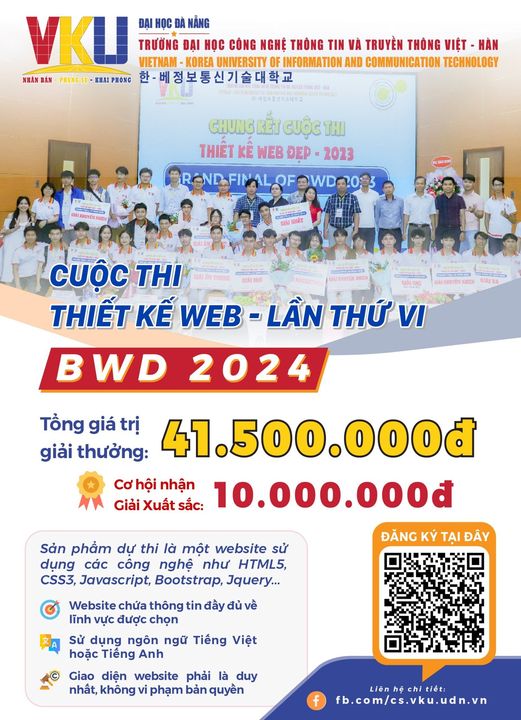 VKU
NHÂN BẢN - PHỤNG SỰ - KHAI PHÓNG
ĐẠI HỌC ĐÀ NẴNG
TRƯỜNG ĐẠI HỌC CÔNG NGHỆ THÔNG TIN VÀ TRUYỀN THÔNG VIỆT - HÀN
VIETNAM - KOREA UNIVERSITY OF INFORMATION AND COMMUNICATION TECHNOLOGY
한-베정보통신기술대학교
CHUNG KẾT CUỘC THI
THIẾT KẾ WEB ĐẸP - 2023
GRAND FINAL OF BWD 2023
CUỘC THI
THIẾT KẾ WEB - LẦN THỨ VI
BWD 2024
Tổng giá trị
giải thưởng: 41.500.000đ
Cơ hội nhận
Giải Xuất sắc: 10.000.000đ
Sản phẩm dự thi là một website sử
dụng các công nghệ như HTML5,
CSS3, Javascript, Bootstrap, Jquery...
Website chứa thông tin đầy đủ về
lĩnh vực được chọn
Sử dụng ngôn ngữ Tiếng Việt
hoặc Tiếng Anh
Giao diện website phải là duy
nhất, không vi phạm bản quyền
ĐĂNG KÝ TẠI ĐÂY
Liên hệ chi tiết:
fb.com/cs.vku.udn.vn